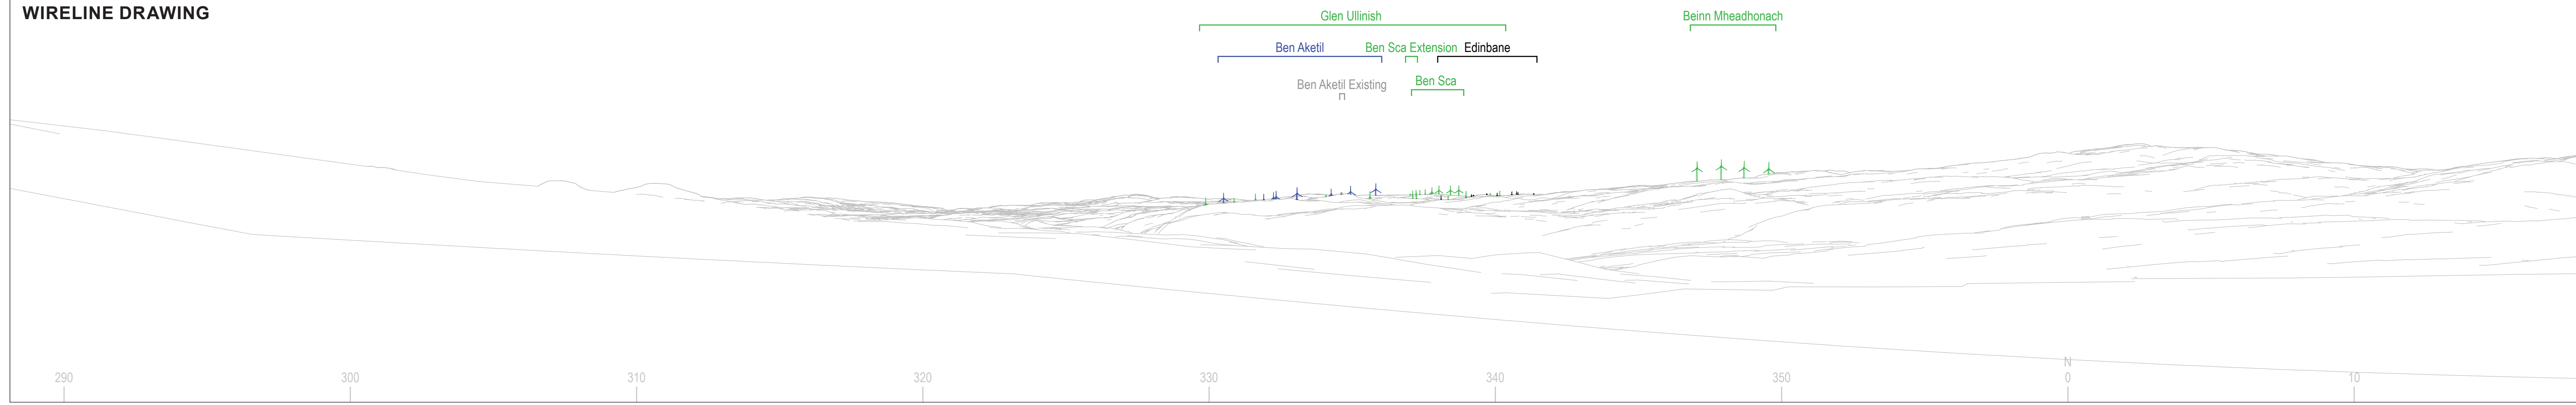 WIRELINE DRAWING
Glen Ullinish
Beinn Mheadhonach
Ben Aketil
Ben Sca Extension
Edinbane
Ben Aketil Existing
Ben Sca
N
290
300
310
320
330
340
350
0
10